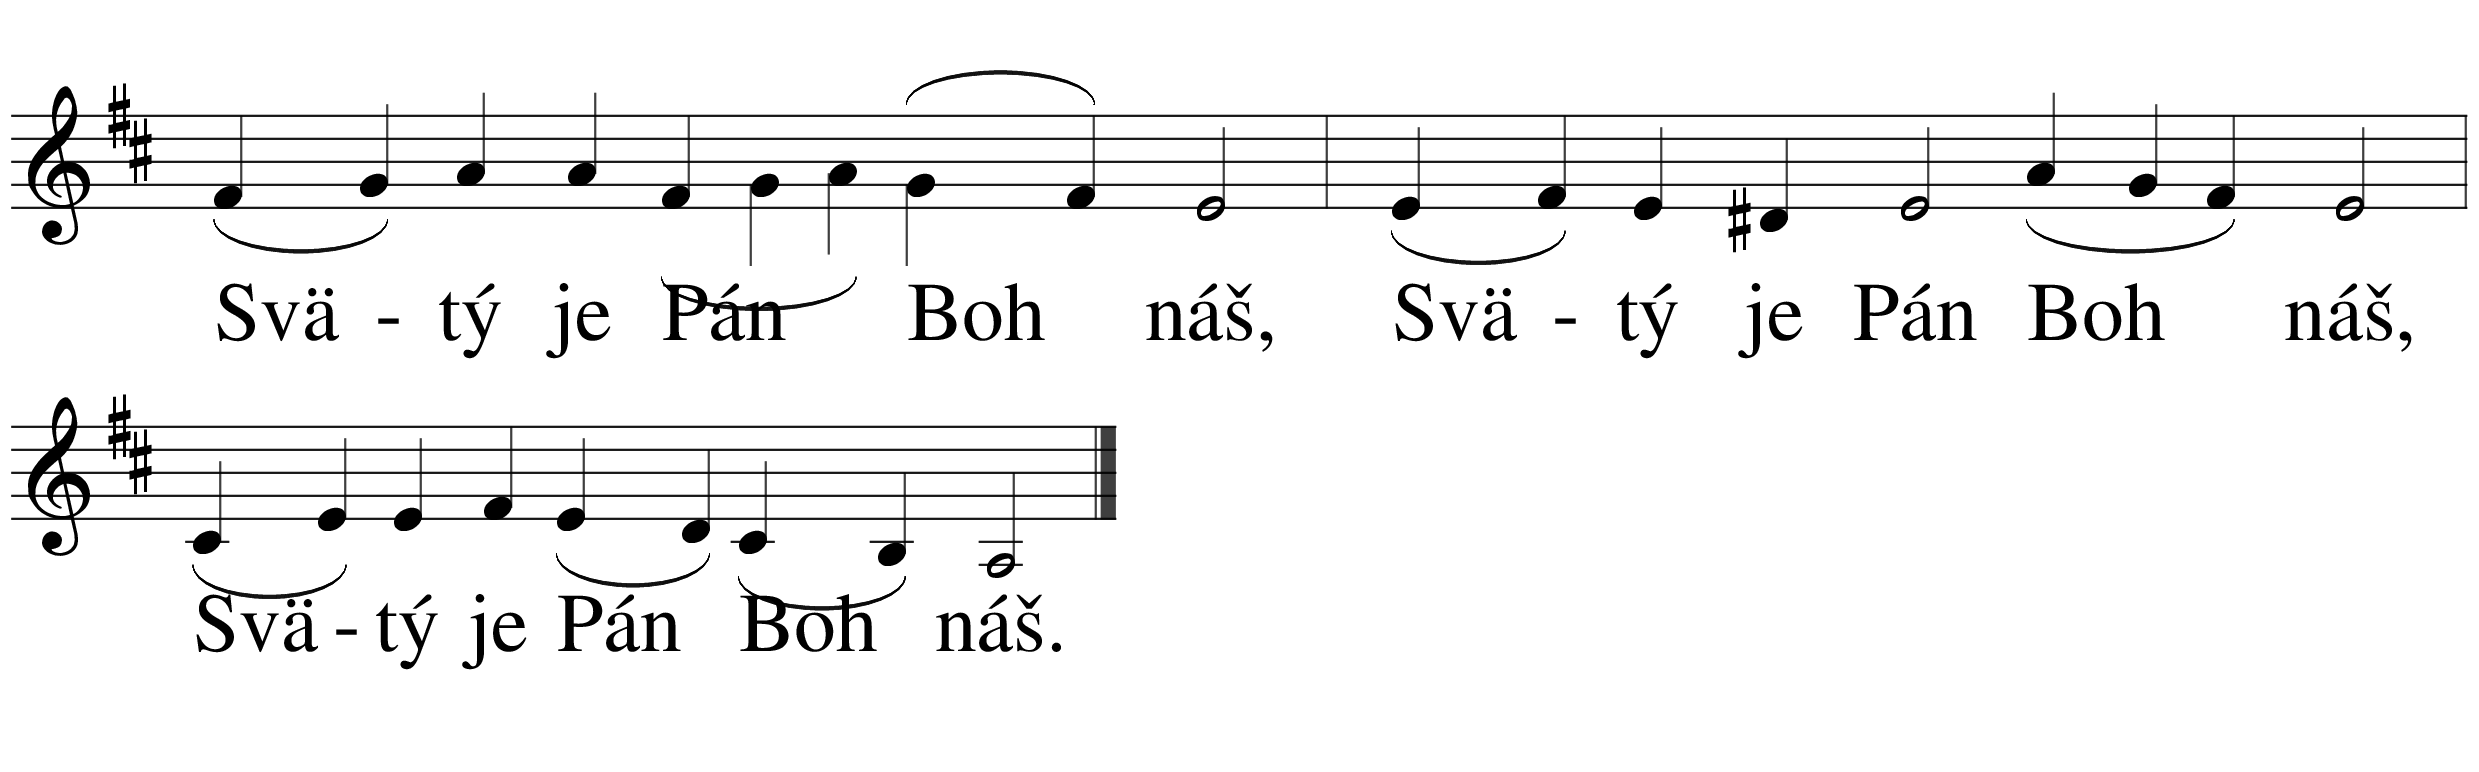 Svä - tý je Pán Boh náš, Svä - tý je Pán Boh náš,
Svä - tý je Pán Boh náš.